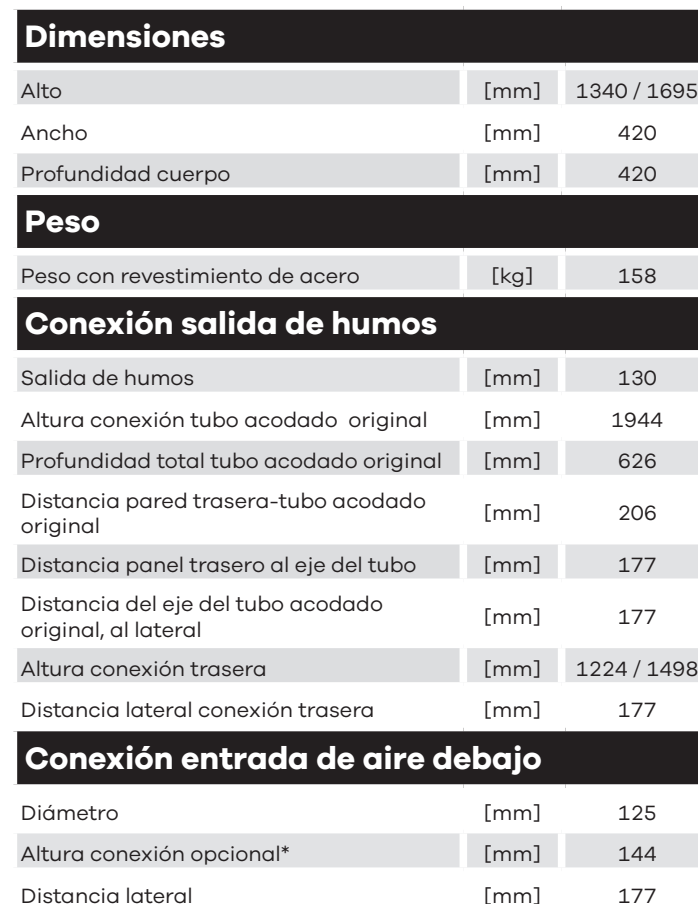 Dimensiones
Alto [mm] 1340 / 1695
Ancho [mm] 420
Profundidad cuerpo [mm] 420
Peso
Peso con revestimiento de acero [kg] 158
Conexión salida de humos
Salida de humos [mm] 130
Altura conexión tubo acodado original [mm] 1944
Profundidad total tubo acodado original [mm] 626
Distancia pared trasera-tubo acodado
original [mm] 206
Distancia panel trasero al eje del tubo [mm] 177
Distancia del eje del tubo acodado
original, al lateral [mm] 177
Altura conexión trasera [mm] 1224 / 1498
Distancia lateral conexión trasera [mm] 177
Conexión entrada de aire debajo
Diámetro [mm] 125
Altura conexión opcional* [mm] 144
Distancia lateral [mm] 177